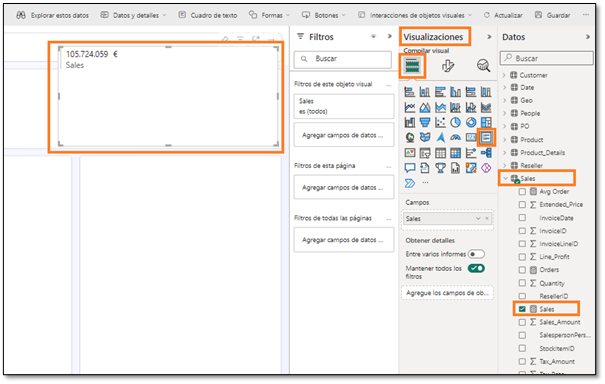 Explorar estos datos
Datos y detalles
Cuadro de texto
Formas
Botones
Interacciones de objetos visuales
Actualizar
Guardar
...
105.724.059 €
Sales
Filtros
Buscar
Filtros de este objeto visual
...
Sales
es (todos)
Agregar campos de datos ...
Filtros de esta página
...
Agregar campos de datos ...
Filtros de todas las páginas
...
Agregar campos de datos ...
Visualizaciones
Compilar visual
...
Campos
Sales
Obtener detalles
Entre varios informes
Mantener todos los
filtros
Agregue los campos de ob...
Datos
Buscar
Customer
Date
Geo
People
PO
Product
Product_Details
Reseller
Sales
Avg Order
Extended_Price
InvoiceDate
InvoiceID
InvoiceLineID
Line_Profit
Orders
Quantity
ResellerID
Sales
Sales_Amount
SalespersonPers...
StockItemID
Tax_Amount